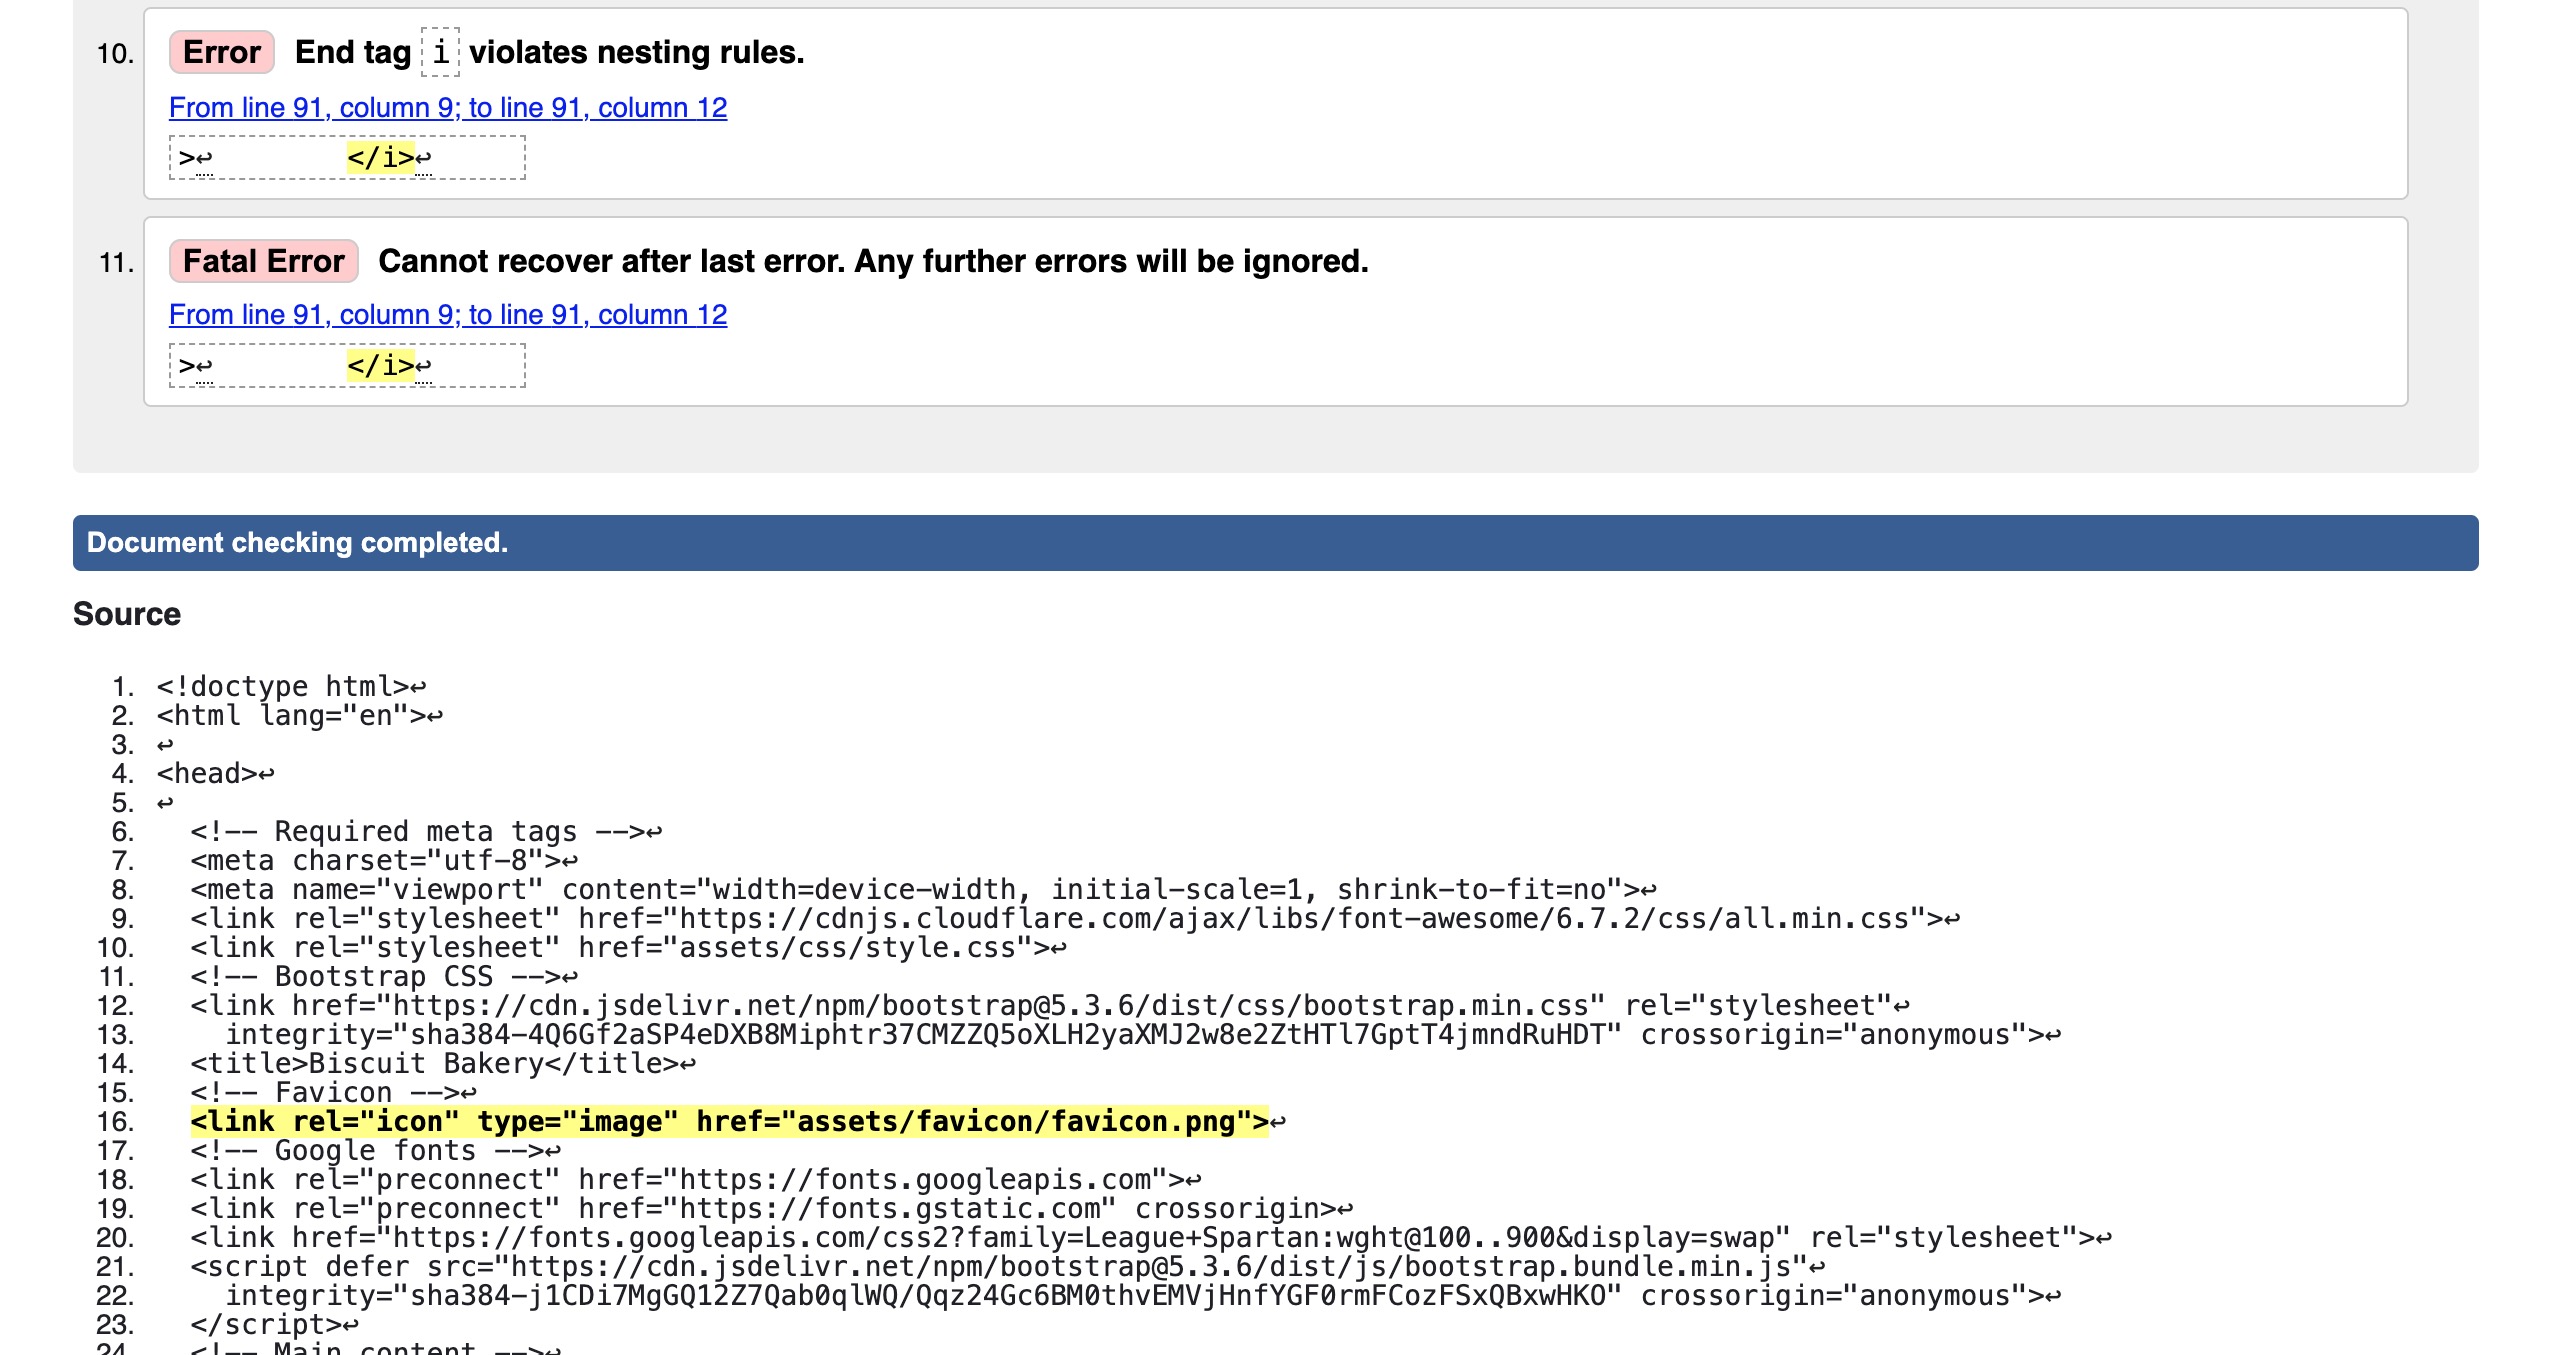 10. Error End tag i violates nesting rules.
From line 91, column 9; to line 91, column 12
>↩        </i>↩
11. Fatal Error Cannot recover after last error. Any further errors will be ignored.
From line 91, column 9; to line 91, column 12
>↩        </i>↩
Document checking completed.
Source
1. <!doctype html>↩
2. <html lang="en">↩
3. ↩
4. <head>↩
5. ↩
6.   <!-- Required meta tags -->↩
7.   <meta charset="utf-8">↩
8.   <meta name="viewport" content="width=device-width, initial-scale=1, shrink-to-fit=no">↩
9.   <link rel="stylesheet" href="https://cdnjs.cloudflare.com/ajax/libs/font-awesome/6.7.2/css/all.min.css">↩
10.   <link rel="stylesheet" href="assets/css/style.css">↩
11.   <!-- Bootstrap CSS -->↩
12.   <link href="https://cdn.jsdelivr.net/npm/bootstrap@5.3.6/dist/css/bootstrap.min.css" rel="stylesheet"↩
13.     integrity="sha384-4Q6Gf2aSP4eDXB8Miphtr37CMZZQ5oXLH2yaXMJ2w8e2ZtHTl7GptT4jmndRuHDT" crossorigin="anonymous">↩
14.   <title>Biscuit Bakery</title>↩
15.   <!-- Favicon -->↩
16.   <link rel="icon" type="image" href="assets/favicon/favicon.png">↩
17.   <!-- Google fonts -->↩
18.   <link rel="preconnect" href="https://fonts.googleapis.com">↩
19.   <link rel="preconnect" href="https://fonts.gstatic.com" crossorigin>↩
20.   <link href="https://fonts.googleapis.com/css2?family=League+Spartan:wght@100..900&display=swap" rel="stylesheet">↩
21.   <script defer src="https://cdn.jsdelivr.net/npm/bootstrap@5.3.6/dist/js/bootstrap.bundle.min.js"↩
22.     integrity="sha384-j1CDi7MgGQ12Z7Qab0qlWQ/Qqz24Gc6BM0thvEMVjHnfYGF0rmFCozFSxQBxwHKO" crossorigin="anonymous">↩
23.   </script>↩
24.   <!-- Main content -->↩